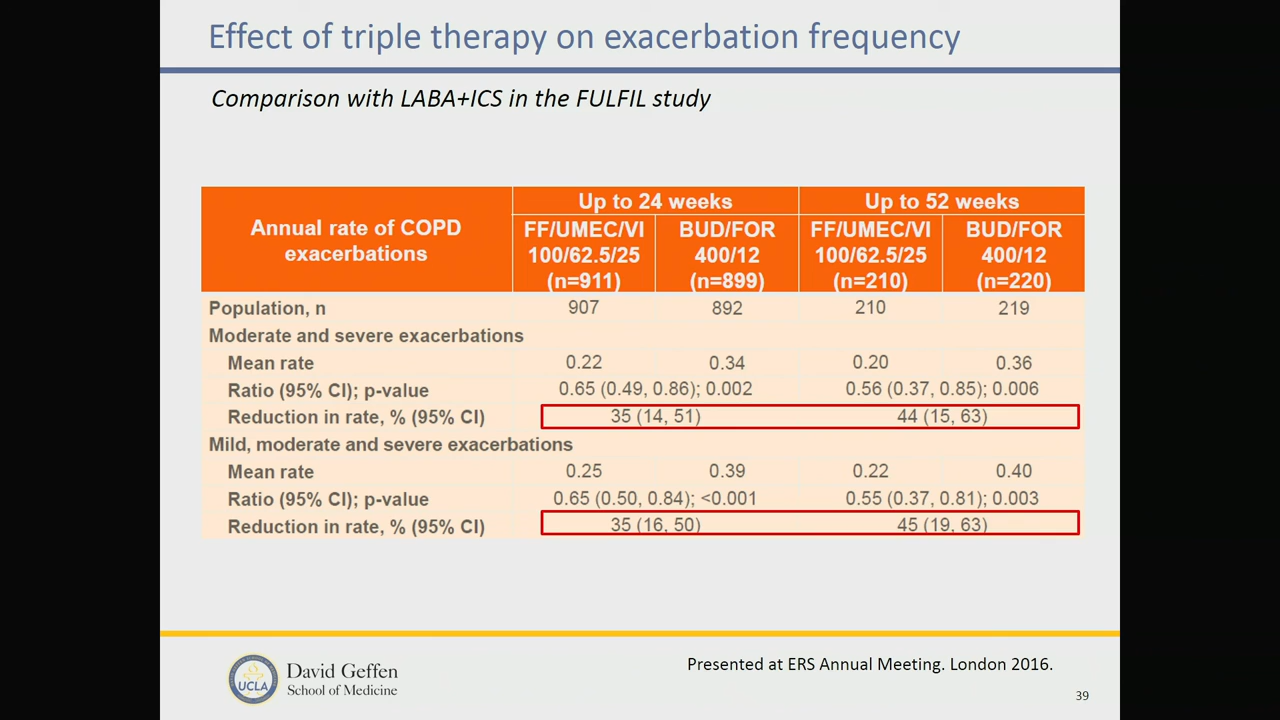 Effect of triple therapy on exacerbation frequency
Comparison with LABA+ICS in the FULFIL study
Annual rate of COPD exacerbations
Up to 24 weeks
Up to 52 weeks
FF/UMEC/VI 100/62.5/25 (n=911)
BUD/FOR 400/12 (n=899)
FF/UMEC/VI 100/62.5/25 (n=210)
BUD/FOR 400/12 (n=220)
Population, n 907 892 210 219
Moderate and severe exacerbations
Mean rate 0.22 0.34 0.20 0.36
Ratio (95% CI); p-value 0.65 (0.49, 0.86); 0.002 0.56 (0.37, 0.85); 0.006
Reduction in rate, % (95% CI) 35 (14, 51) 44 (15, 63)
Mild, moderate and severe exacerbations
Mean rate 0.25 0.39 0.22 0.40
Ratio (95% CI); p-value 0.65 (0.50, 0.84); <0.001 0.55 (0.37, 0.81); 0.003
Reduction in rate, % (95% CI) 35 (16, 50) 45 (19, 63)
UCLA
David Geffen
School of Medicine
Presented at ERS Annual Meeting. London 2016.
39